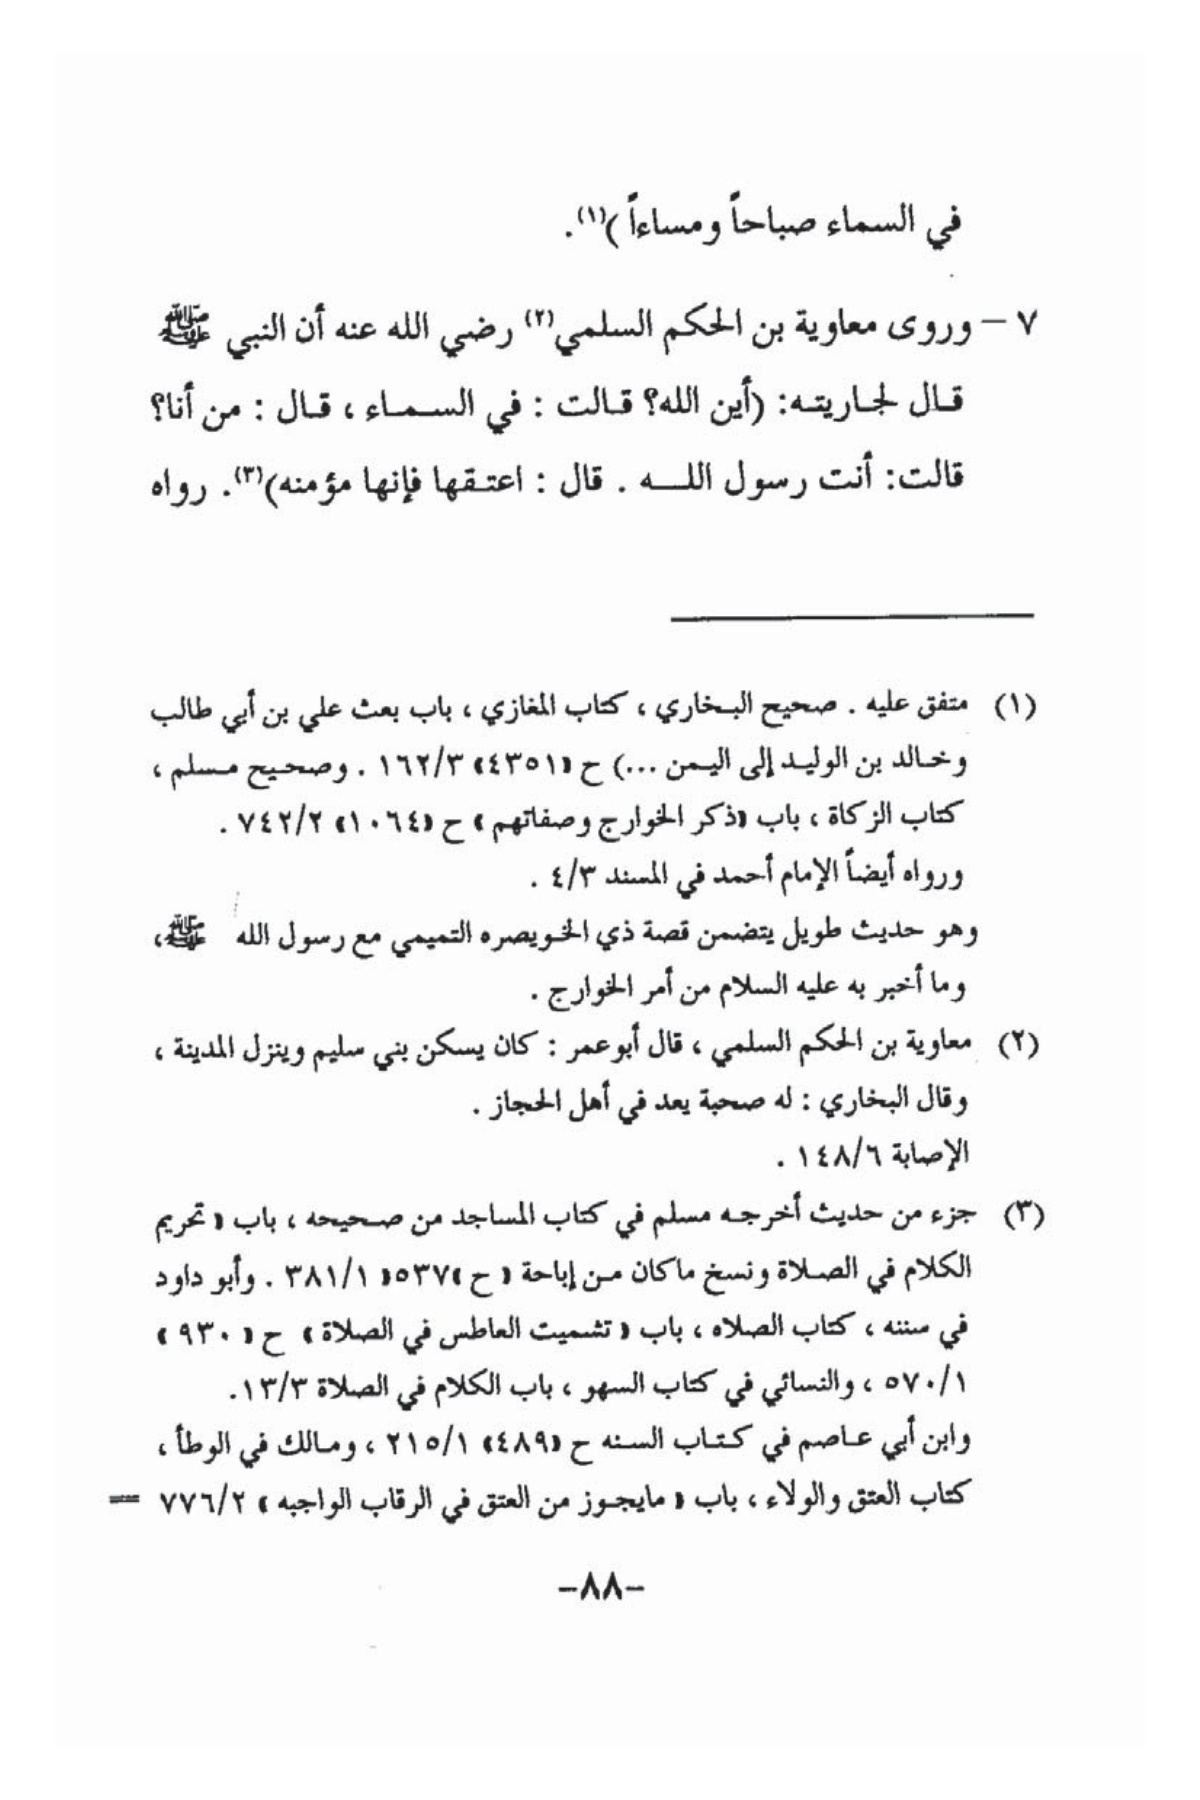 في السماء صباحاً ومساءاً )(١).
٧ – وروى معاوية بن الحكم السلمي(٢) رضي الله عنه أن النبي ﷺ
قال لجاريته: (أين الله؟ قالت : في السماء ، قال : من أنا؟
قالت: أنت رسول الله . قال : اعتقها فإنها مؤمنه)(٣). رواه
(١) متفق عليه . صحيح البخاري ، كتاب المغازي ، باب بعث علي بن أبي طالب
وخالد بن الوليد إلى اليمن ...) ح «٤٣٥١» ١٦٢/٣ . وصحيح مسلم ،
كتاب الزكاة ، باب «ذكر الخوارج وصفاتهم» ح «١٠٦٤» ٧٤٢/٢ .
ورواه أيضاً الإمام أحمد في المسند ٤/٣ .
وهو حديث طويل يتضمن قصة ذي الخويصره التميمي مع رسول الله ﷺ،
وما أخبر به عليه السلام من أمر الخوارج .
(٢) معاوية بن الحكم السلمي ، قال أبوعمر : كان يسكن بني سليم وينزل المدينة ،
وقال البخاري : له صحبة يعد في أهل الحجاز .
الإصابة ١٤٨/٦ .
(٣) جزء من حديث أخرجه مسلم في كتاب المساجد من صحيحه ، باب « تحريم
الكلام في الصلاة ونسخ ماكان من إباحة « ح »٥٣٧« ٣٨١/١ . وأبو داود
في سننه ، كتاب الصلاه ، باب « تشميت العاطس في الصلاة » ح « ٩٣٠ »
٥٧٠/١ ، والنسائي في كتاب السهو ، باب الكلام في الصلاة ١٣/٣.
وابن أبي عاصم في كتاب السنه ح «٤٨٩» ٢١٥/١ ، ومالك في الوطأ ،
كتاب العتق والولاء ، باب « مايجوز من العتق في الرقاب الواجبه » ٧٧٦/٢ =
-٨٨-